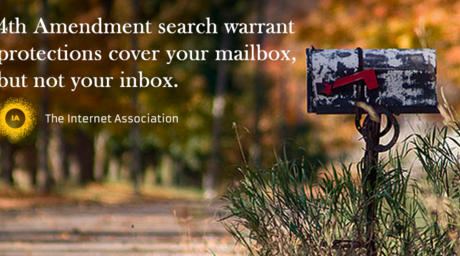 4th Amendment search warrant
protections cover your mailbox,
but not your inbox.
IA
The Internet Association